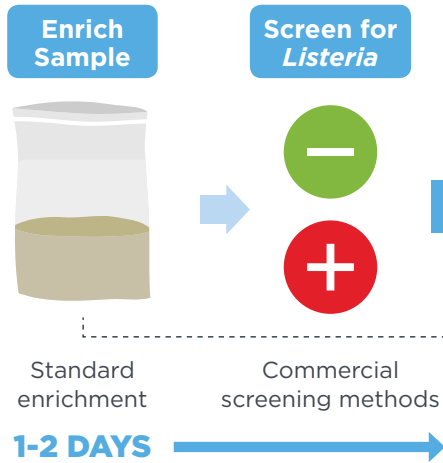 Enrich
Sample
Screen for
Listeria
Standard
enrichment
Commercial
screening methods
1-2 DAYS